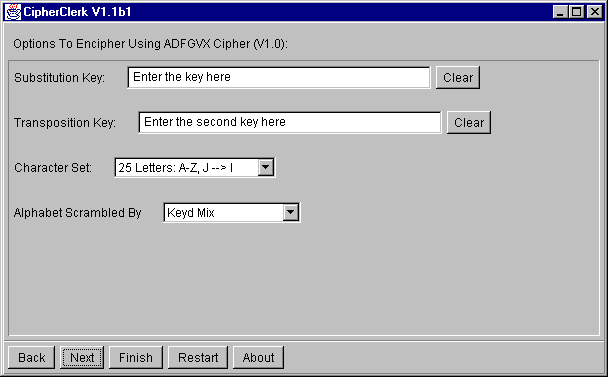 CipherClerk V1.1b1
Options To Encipher Using ADFGVX Cipher (V1.0):
Substitution Key: Enter the key here Clear
Transposition Key: Enter the second key here Clear
Character Set: 25 Letters: A-Z, J --> I
Alphabet Scrambled By Keyd Mix
Back Next Finish Restart About